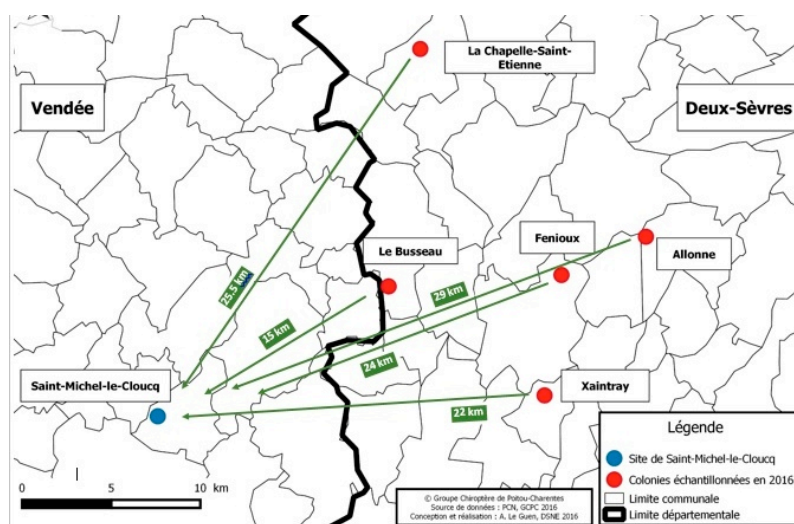 La Chapelle-Saint-
Etienne
Vendée
Deux-Sèvres
Le Busseau
Fenioux
Allonne
25.5 km
29 km
15 km
24 km
Saint-Michel-le-Cloucq
Xaintray
22 km
Légende
Site de Saint-Michel-le-Cloucq
Colonies échantillonnées en 2016
Limite communale
Limite départementale
0 5 10 km
© Groupe Chiroptère de Poitou-Charentes
Source de données : PCN, GCPC 2016
Conception et réalisation : A. Le Guen, DSNE 2016